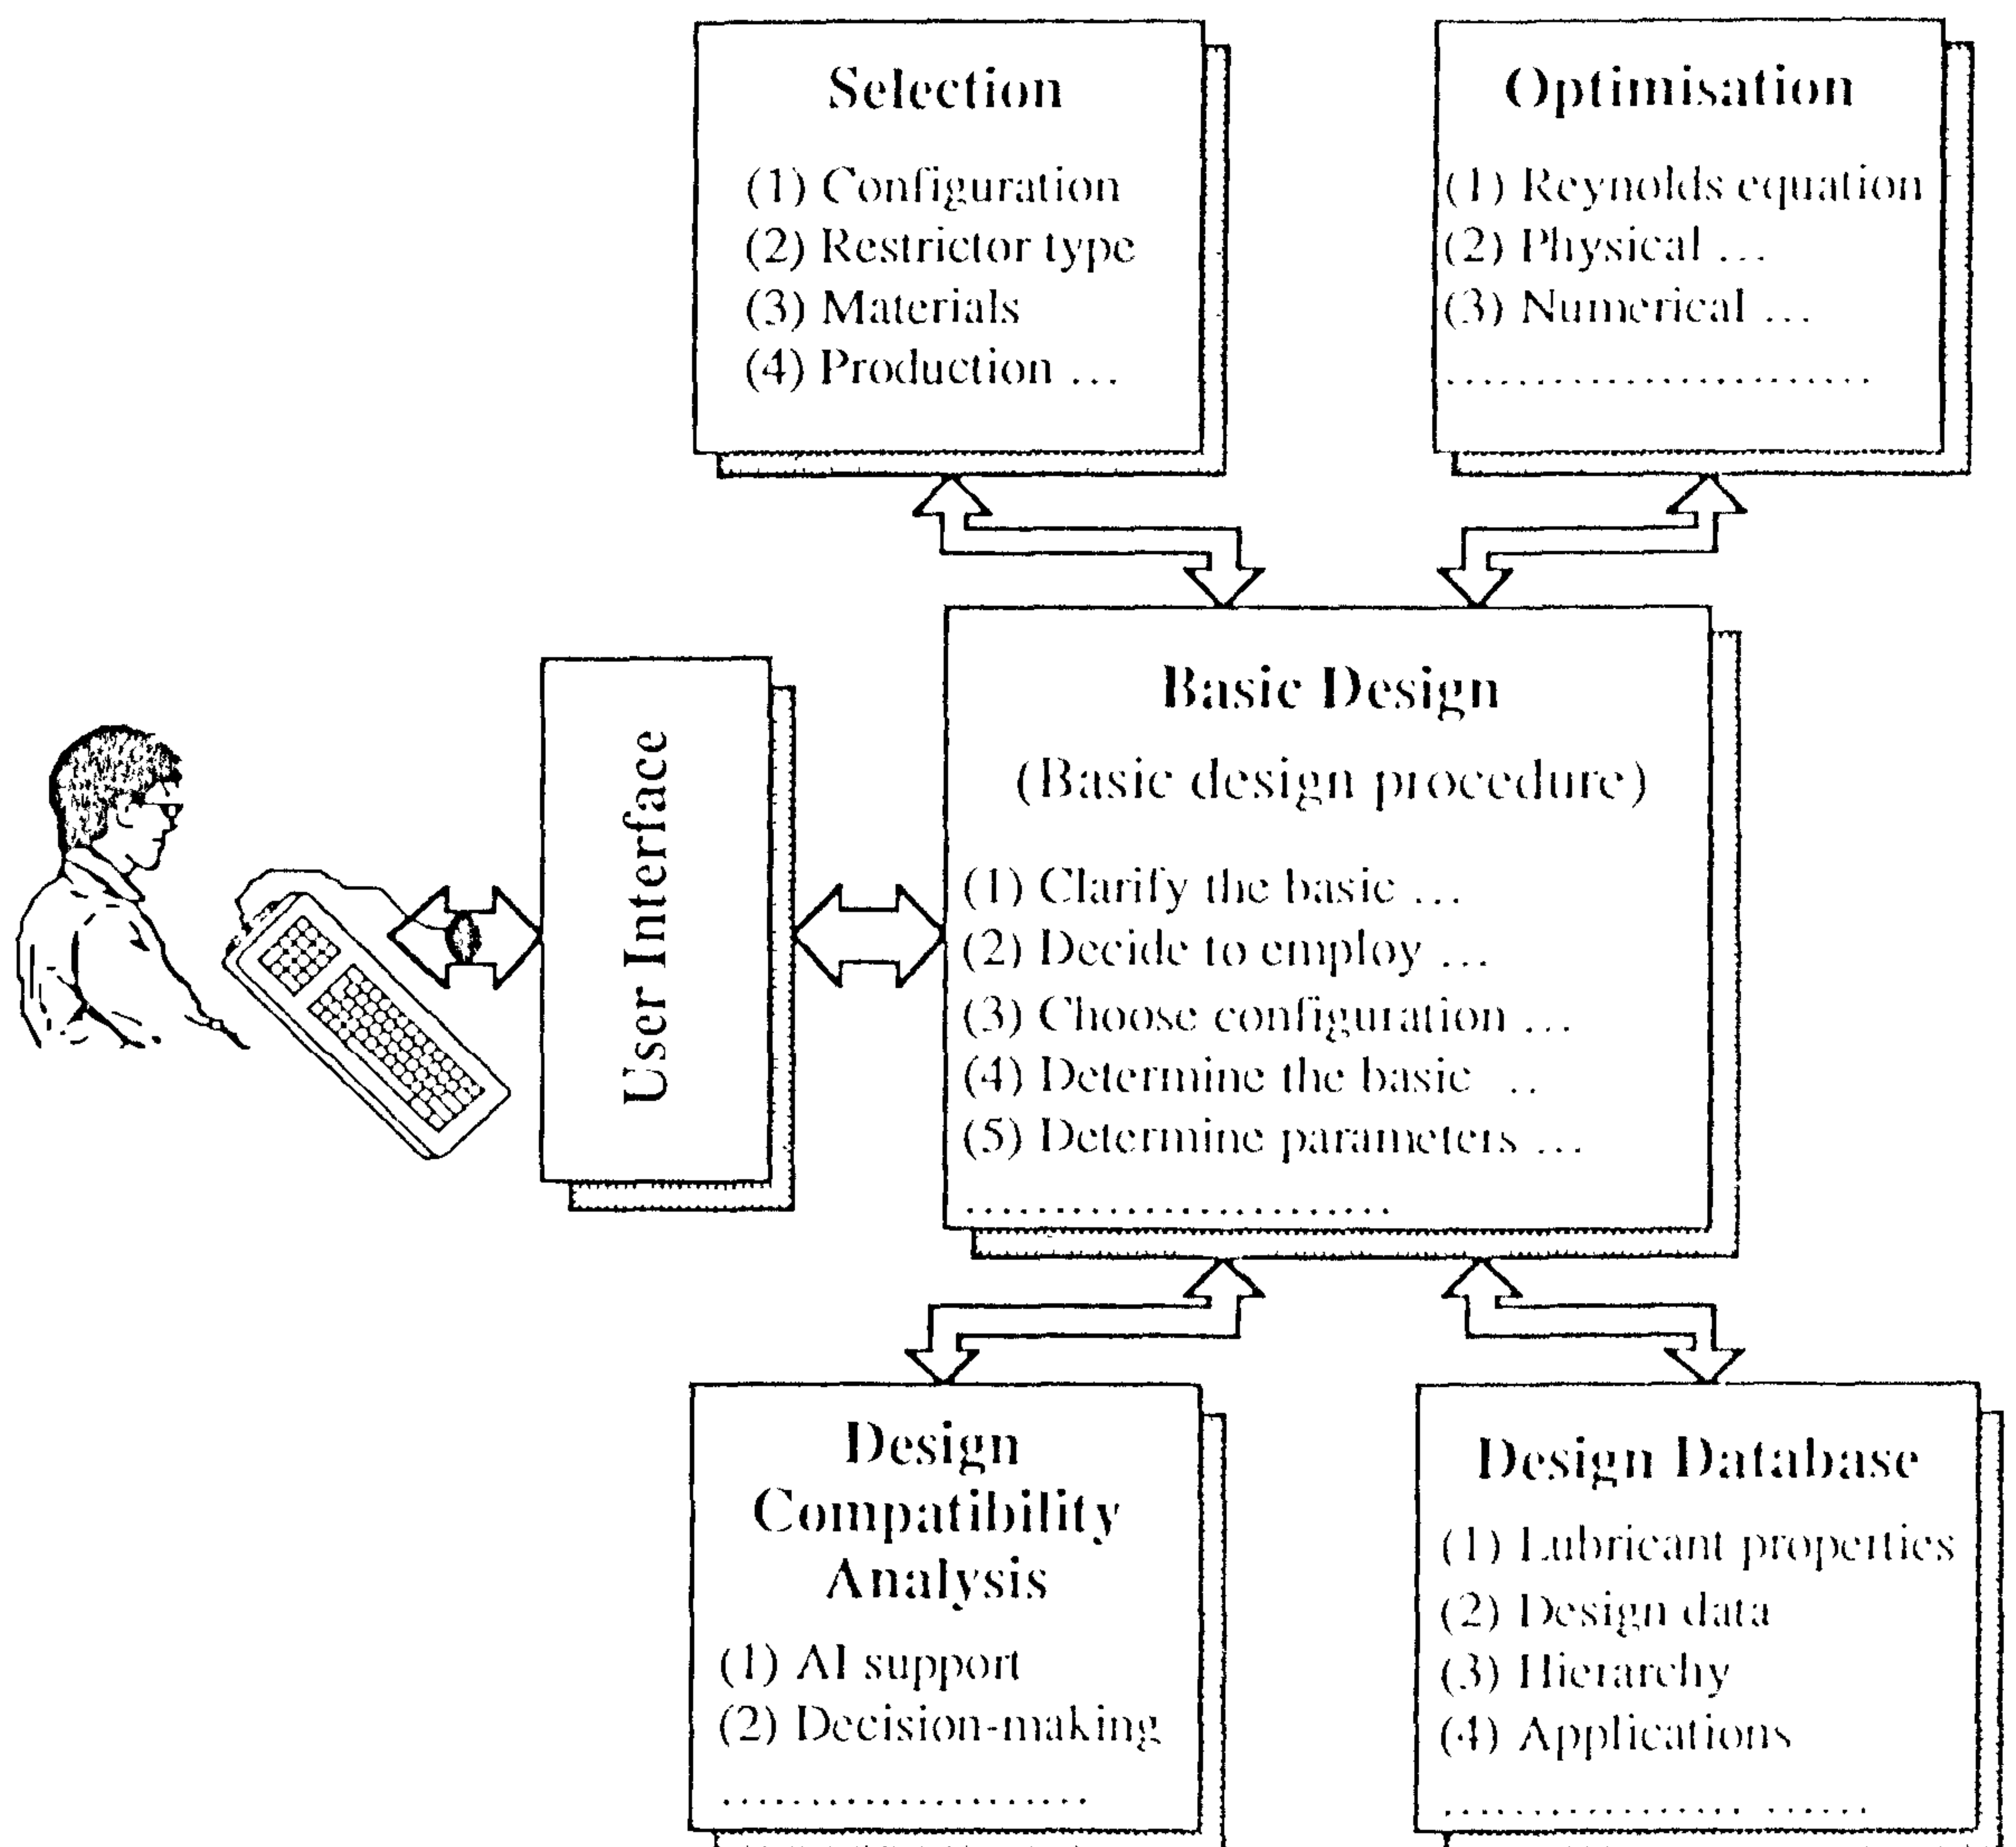 Selection
(1) Configuration
(2) Restrictor type
(3) Materials
(4) Production ...
Optimisation
(1) Reynolds equation
(2) Physical ...
(3) Numerical ...
........................
User Interface
Basic Design
(Basic design procedure)
(1) Clarify the basic ...
(2) Decide to employ ...
(3) Choose configuration ...
(4) Determine the basic ..
(5) Determine parameters ...
........................
Design
Compatibility
Analysis
(1) AI support
(2) Decision-making
.....................
Design Database
(1) Lubricant properties
(2) Design data
(3) Hierarchy
(4) Applications
................. ......